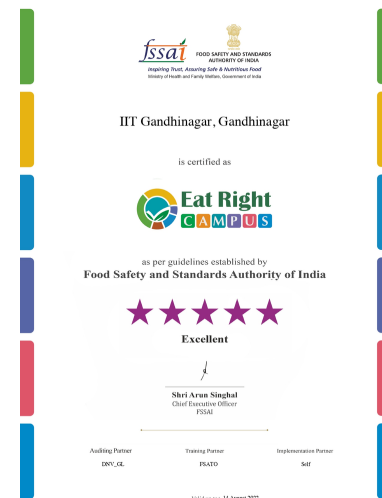 fssai
FOOD SAFETY AND STANDARDS
AUTHORITY OF INDIA
Inspiring Trust, Assuring Safe & Nutritious Food
Ministry of Health and Family Welfare, Government of India
IIT Gandhinagar, Gandhinagar
is certified as
Eat Right
CAMPUS
as per guidelines established by
Food Safety and Standards Authority of India
Excellent
Shri Arun Singhal
Chief Executive Officer
FSSAI
Auditing Partner Training Partner Implementation Partner
DNV_GL FSATO Self